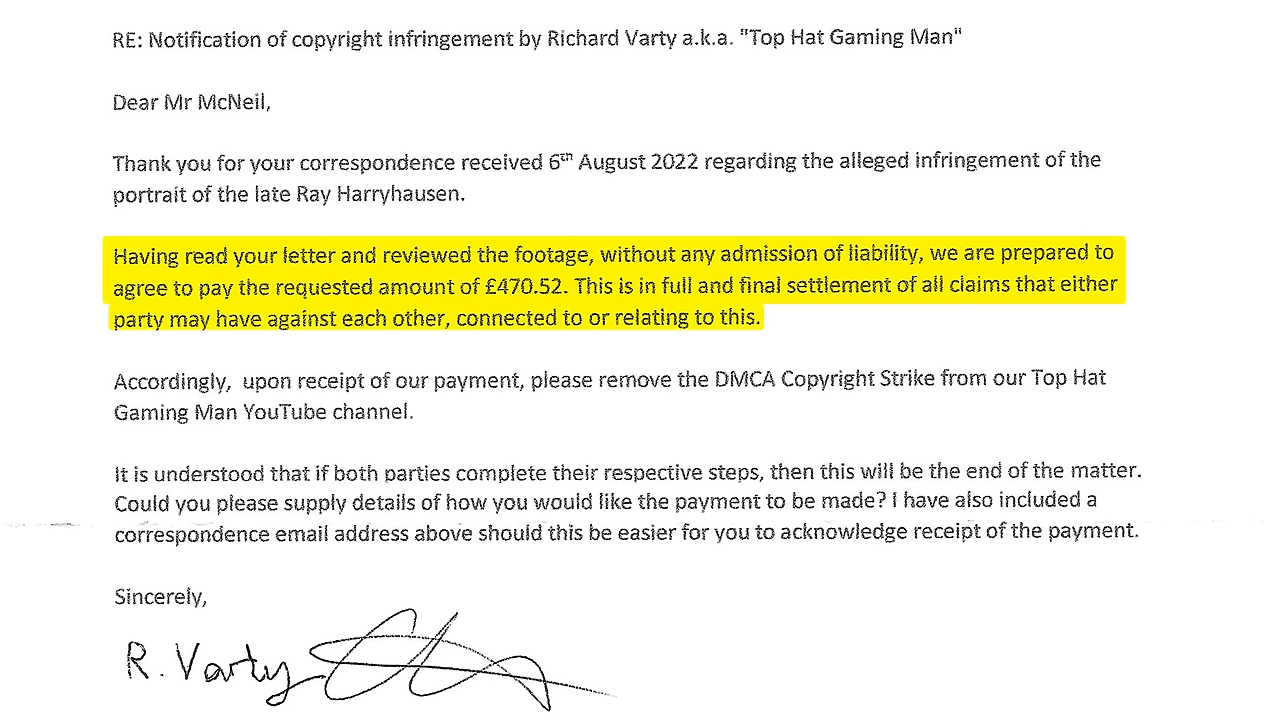 RE: Notification of copyright infringement by Richard Varty a.k.a. "Top Hat Gaming Man"
Dear Mr McNeil,
Thank you for your correspondence received 6th August 2022 regarding the alleged infringement of the
portrait of the late Ray Harryhausen.
Having read your letter and reviewed the footage, without any admission of liability, we are prepared to
agree to pay the requested amount of £470.52. This is in full and final settlement of all claims that either
party may have against each other, connected to or relating to this.
Accordingly,  upon receipt of our payment, please remove the DMCA Copyright Strike from our Top Hat
Gaming Man YouTube channel.
It is understood that if both parties complete their respective steps, then this will be the end of the matter.
Could you please supply details of how you would like the payment to be made? I have also included a
correspondence email address above should this be easier for you to acknowledge receipt of the payment.
Sincerely,
R. Varty